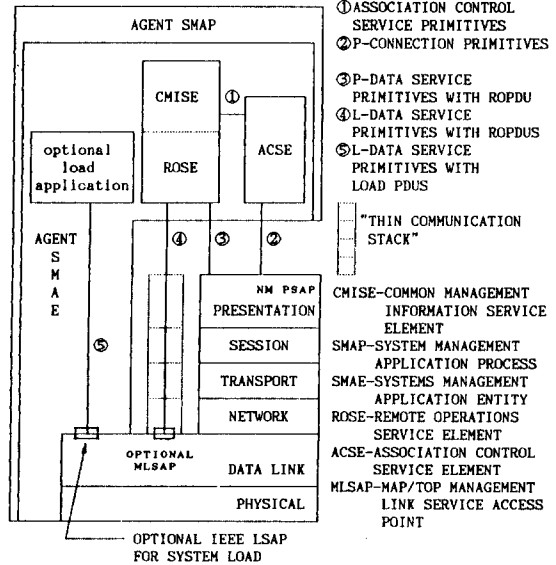 AGENT SMAP
CMISE
①
ACSE
optional
load
application
ROSE
AGENT
S
M
A
E
④
③
②
⑤
NM PSAP
PRESENTATION
SESSION
TRANSPORT
NETWORK
OPTIONAL
MLSAP
DATA LINK
PHYSICAL
OPTIONAL IEEE LSAP
FOR SYSTEM LOAD
①ASSOCIATION CONTROL
SERVICE PRIMITIVES
②P-CONNECTION PRIMITIVES
③P-DATA SERVICE
PRIMITIVES WITH ROPDU
④L-DATA SERVICE
PRIMITIVES WITH ROPDUS
⑤L-DATA SERVICE
PRIMITIVES WITH
LOAD PDUS
"THIN COMMUNICATION
STACK"
CMISE-COMMON MANAGEMENT
INFORMATION SERVICE
ELEMENT
SMAP-SYSTEM MANAGEMENT
APPLICATION PROCESS
SMAE-SYSTEMS MANAGEMENT
APPLICATION ENTITY
ROSE-REMOTE OPERATIONS
SERVICE ELEMENT
ACSE-ASSOCIATION CONTROL
SERVICE ELEMENT
MLSAP-MAP/TOP MANAGEMENT
LINK SERVICE ACCESS
POINT